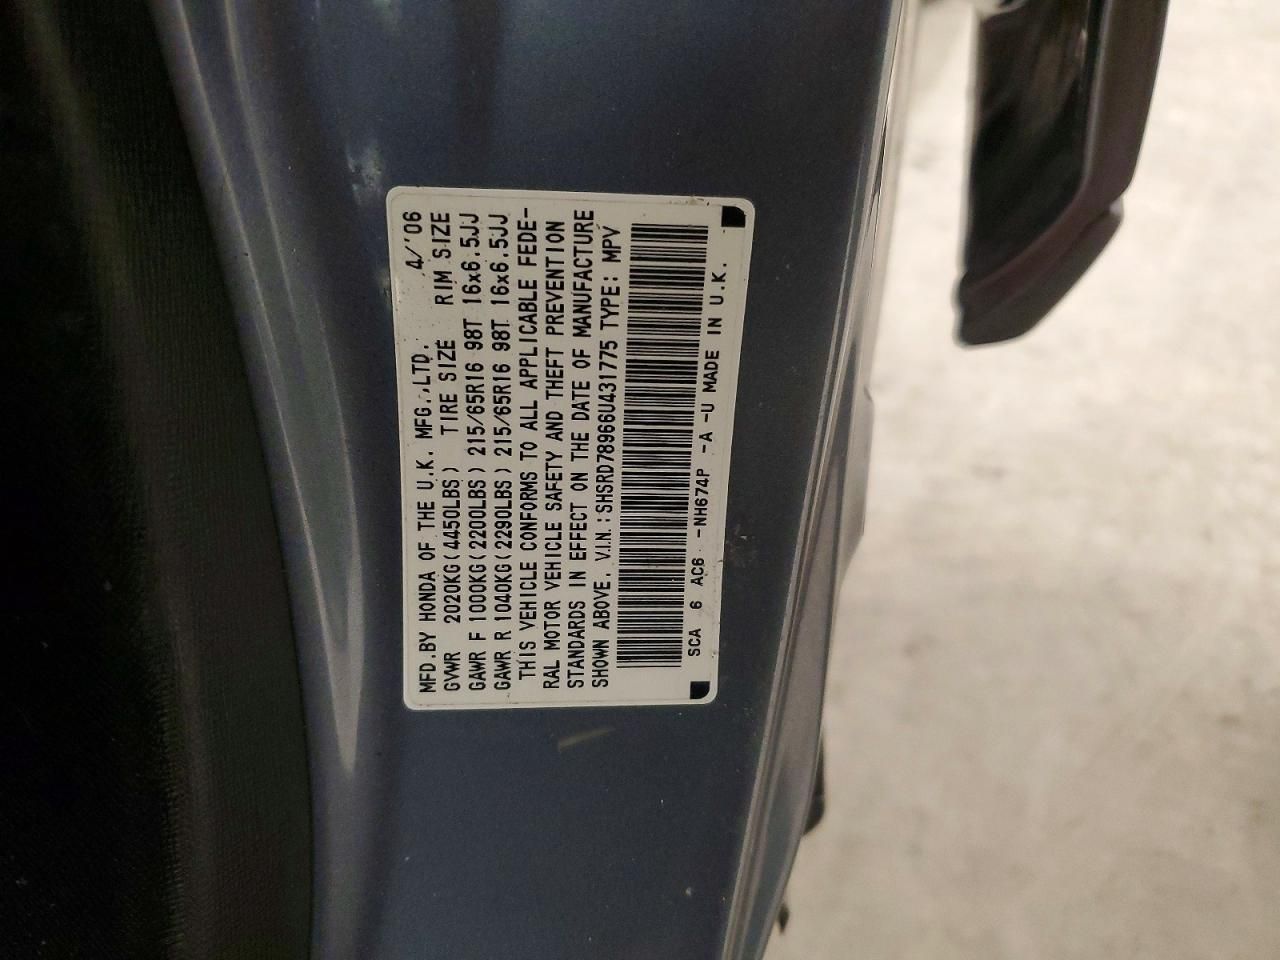 MFD.BY HONDA OF THE U.K. MFG.,LTD. 4/'06
GVWR 2020KG(4450LBS) TIRE SIZE RIM SIZE
GAWR F 1000KG(2200LBS) 215/65R16 98T 16x6.5JJ
GAWR R 1040KG(2290LBS) 215/65R16 98T 16x6.5JJ
THIS VEHICLE CONFORMS TO ALL APPLICABLE FEDE-
RAL MOTOR VEHICLE SAFETY AND THEFT PREVENTION
STANDARDS IN EFFECT ON THE DATE OF MANUFACTURE
SHOWN ABOVE. V.I.N.:SHSRD78966U431775 TYPE: MPV
SCA 6 AC6 -NH674P -A -U MADE IN U.K.